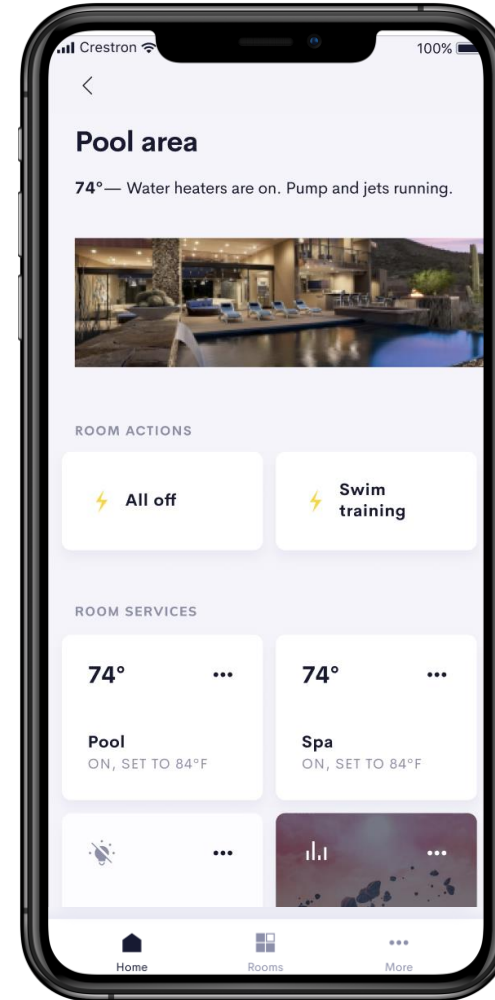 Crestron
100%
Pool area
74°— Water heaters are on. Pump and jets running.
ROOM ACTIONS
All off
Swim
training
ROOM SERVICES
74°
74°
Pool
ON, SET TO 84°F
Spa
ON, SET TO 84°F
Home
Rooms
More